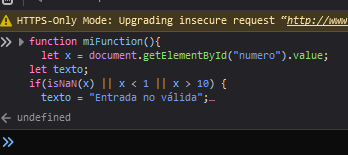 HTTPS-Only Mode: Upgrading insecure request “http://www
function miFunction(){
let x = document.getElementById("numero").value;
let texto;
if(isNaN(x) || x < 1 || x > 10) {
texto = "Entrada no válida";…
undefined